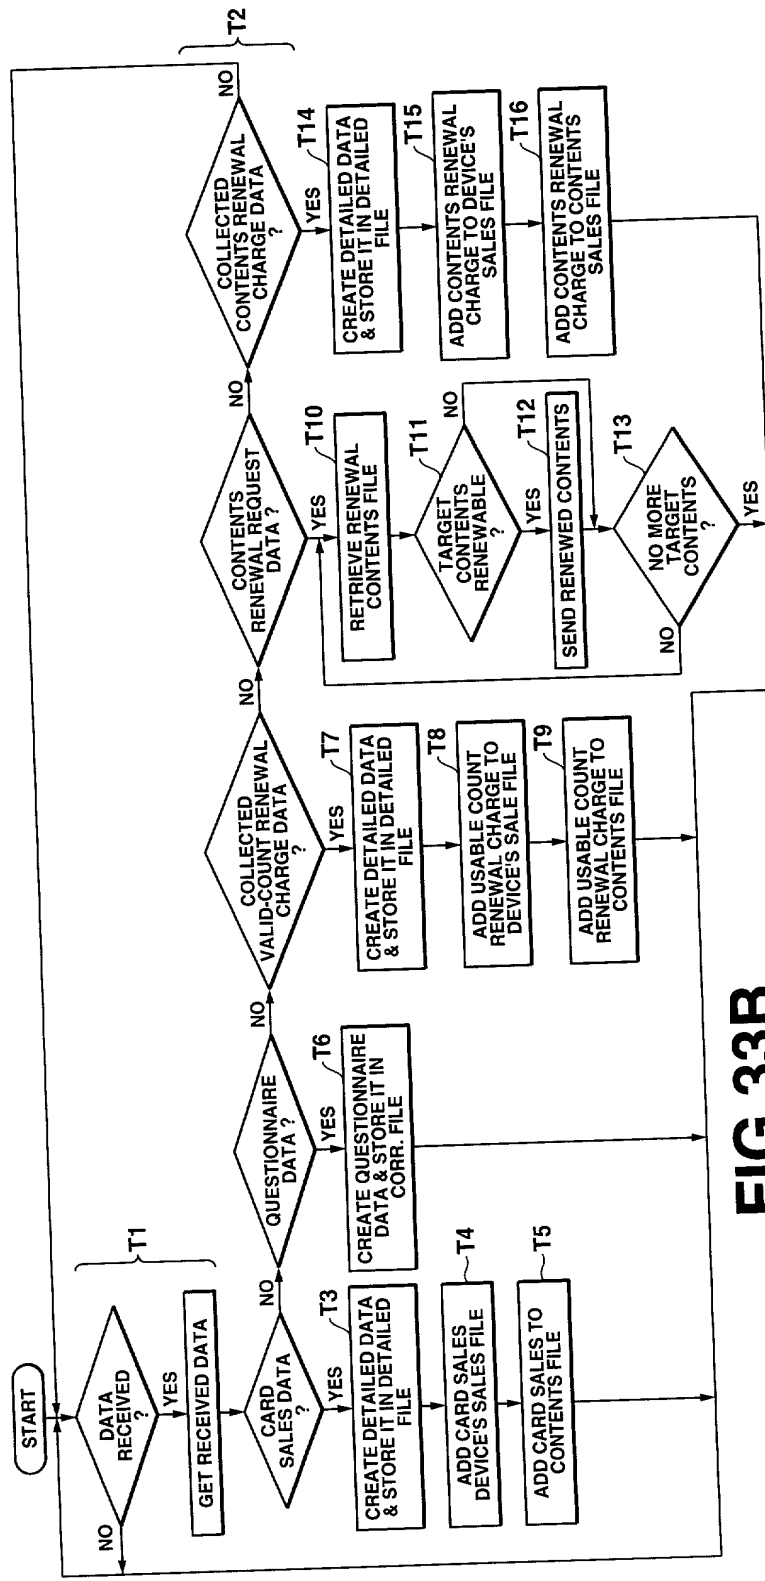 START
DATA
RECEIVED
?
NO
YES
T1
GET RECEIVED DATA
T2
CARD
SALES DATA
?
NO
YES
T3
CREATE DETAILED DATA
& STORE IT IN DETAILED
FILE
T4
ADD CARD SALES
DEVICE'S SALES FILE
T5
ADD CARD SALES TO
CONTENTS FILE
QUESTIONNAIRE
DATA ?
NO
YES
T6
CREATE QUESTIONNAIRE
DATA & STORE IT IN
CORR. FILE
COLLECTED
VALID-COUNT RENEWAL
CHARGE DATA
?
NO
YES
T7
CREATE DETAILED DATA
& STORE IT IN DETAILED
FILE
T8
ADD USABLE COUNT
RENEWAL CHARGE TO
DEVICE'S SALE FILE
T9
ADD USABLE COUNT
RENEWAL CHARGE TO
CONTENTS FILE
CONTENTS
RENEWAL REQUEST
DATA ?
NO
YES
T10
RETRIEVE RENEWAL
CONTENTS FILE
T11
TARGET
CONTENTS
RENEWABLE
?
NO
YES
T12
SEND RENEWED CONTENTS
T13
NO MORE
TARGET
CONTENTS
?
NO
YES
COLLECTED
CONTENTS RENEWAL
CHARGE DATA
?
NO
YES
T14
CREATE DETAILED DATA
& STORE IT IN DETAILED
FILE
T15
ADD CONTENTS RENEWAL
CHARGE TO DEVICE'S
SALES FILE
T16
ADD CONTENTS RENEWAL
CHARGE TO CONTENTS
SALES FILE
FIG.33B